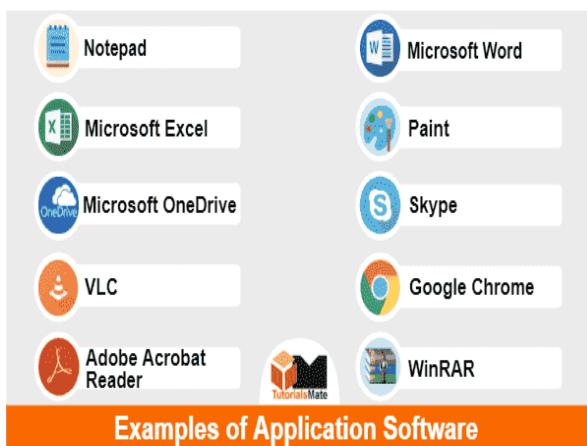 Notepad
Microsoft Word
X
W
Microsoft Excel
Paint
OneDrive
Microsoft OneDrive
S
Skype
VLC
Google Chrome
Adobe Acrobat
Reader
TutorialsMate
WinRAR
Examples of Application Software